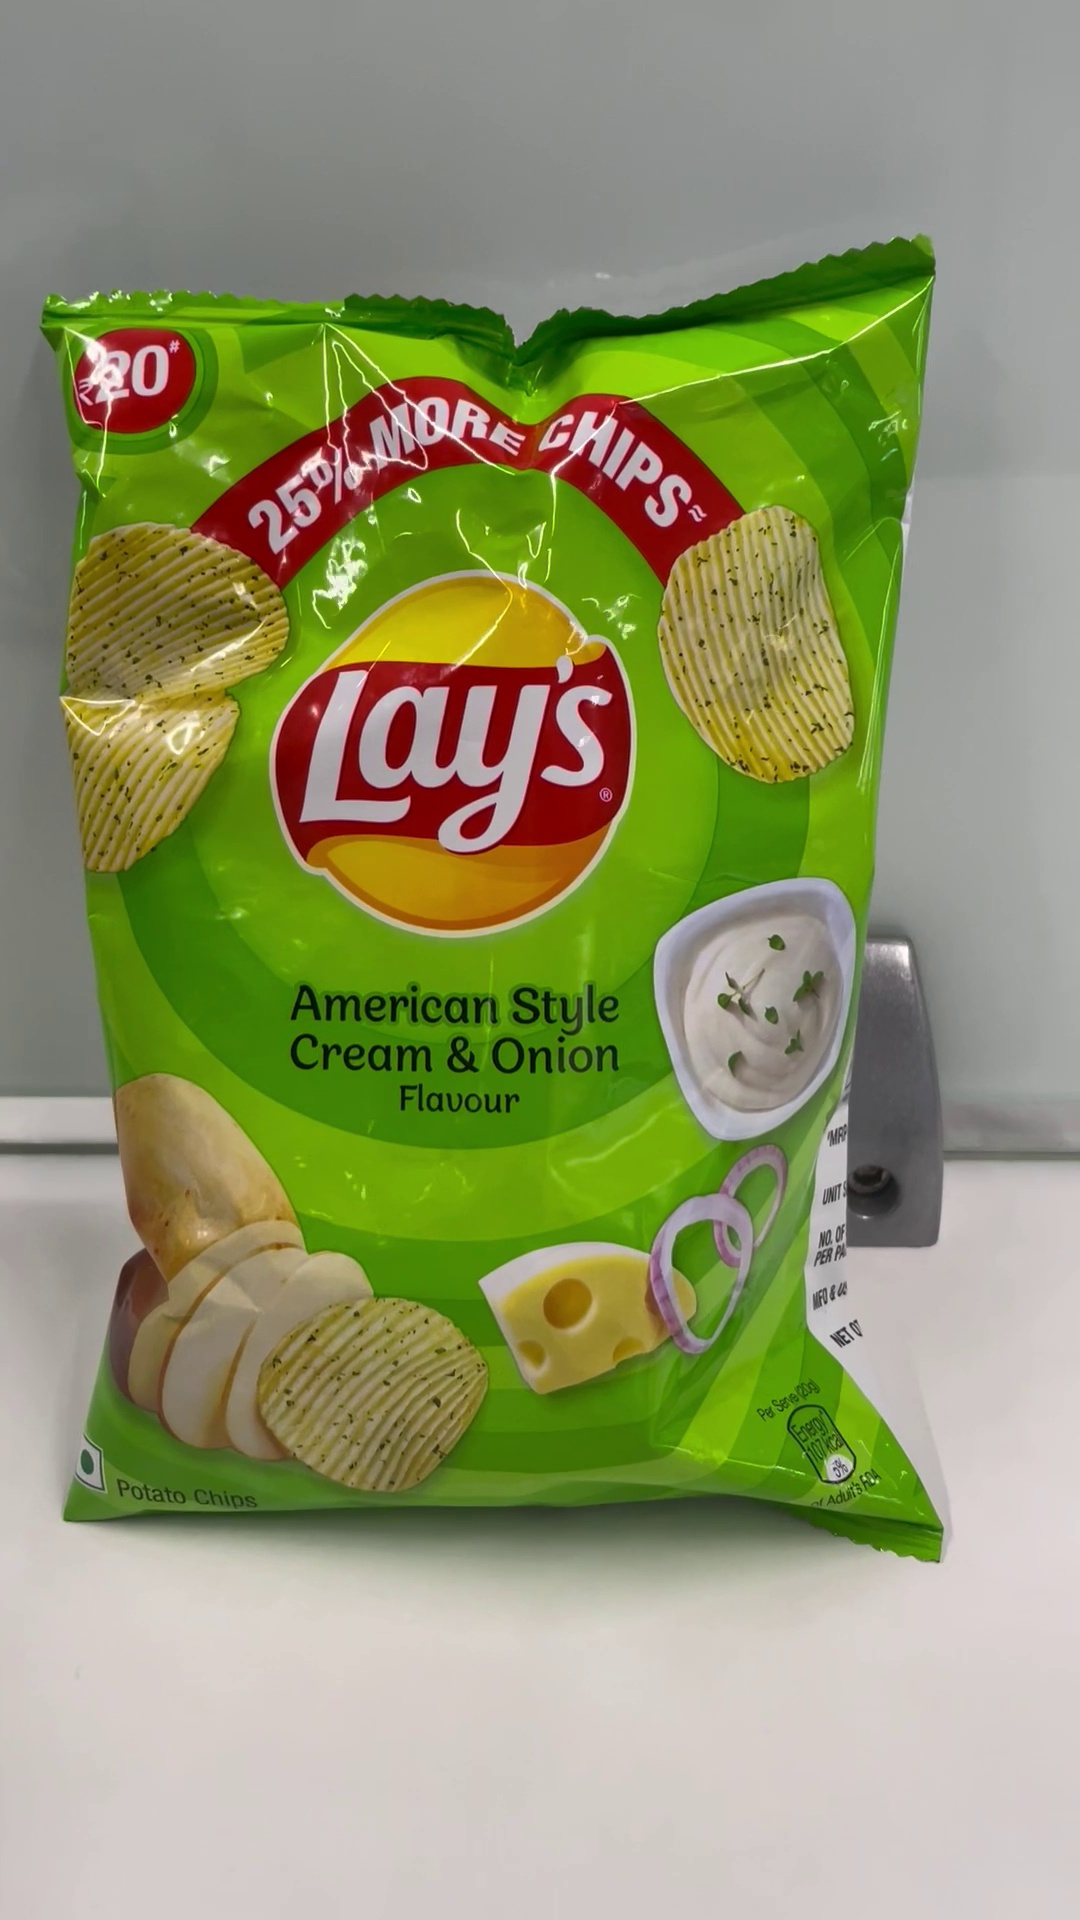 ₹20#
25% MORE CHIPS≈
Lay's®
American Style
Cream & Onion
Flavour
UNIT
NO. OF
PER
MFG &
NET
Per Serve (20g)
Energy
107 kcal
5%
of Adult's RDA
Potato Chips